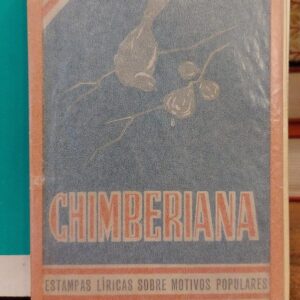 CHIMBERIANA
ESTAMPAS LÍRICAS SOBRE MOTIVOS POPULARES